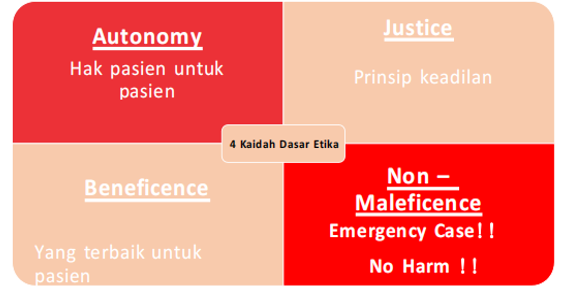 Autonomy
Hak pasien untuk
pasien
Justice
Prinsip keadilan
4 Kaidah Dasar Etika
Beneficence
Yang terbaik untuk
pasien
Non –
Maleficence
Emergency Case!!
No Harm !!